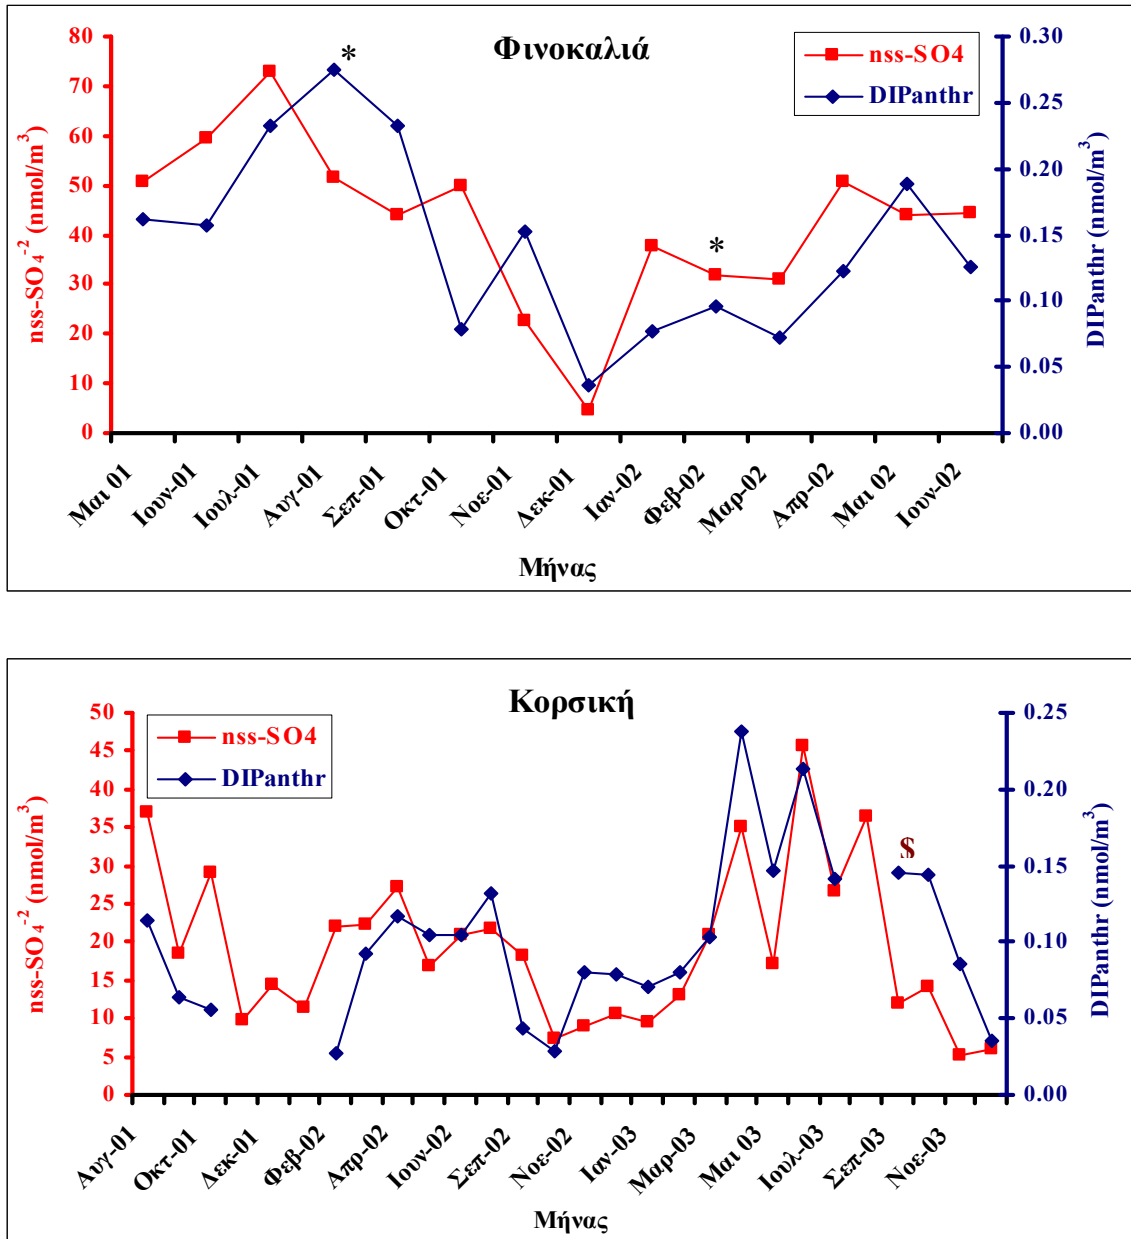 Φινοκαλιά
nss-SO4
DIPanthr
80
70
60
50
40
30
20
10
0
nss-SO₄⁻² (nmol/m³)
*
*
0.30
0.25
0.20
0.15
0.10
0.05
0.00
DIPanthr (nmol/m³)
Μαι 01
Ιουν-01
Ιουλ-01
Αυγ-01
Σεπ-01
Οκτ-01
Νοε-01
Δεκ-01
Ιαν-02
Φεβ-02
Μαρ-02
Απρ-02
Μαι 02
Ιουν-02
Μήνας
Κορσική
nss-SO4
DIPanthr
50
45
40
35
30
25
20
15
10
5
0
nss-SO₄⁻² (nmol/m³)
$
0.25
0.20
0.15
0.10
0.05
0.00
DIPanthr (nmol/m³)
Αυγ-01
Οκτ-01
Δεκ-01
Φεβ-02
Απρ-02
Ιουν-02
Σεπ-02
Νοε-02
Ιαν-03
Μαρ-03
Μαι 03
Ιουλ-03
Σεπ-03
Νοε-03
Μήνας